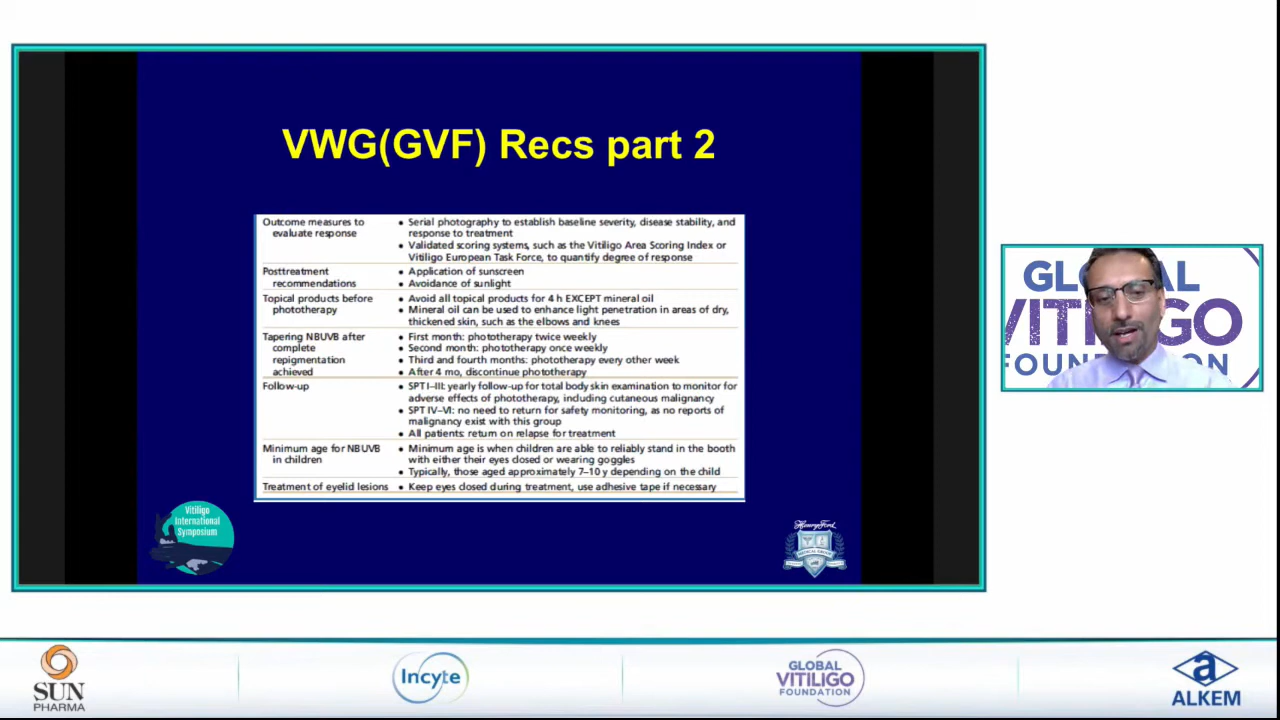 VWG(GVF) Recs part 2
Outcome measures to
evaluate response
• Serial photography to establish baseline severity, disease stability, and
response to treatment
• Validated scoring systems, such as the Vitiligo Area Scoring Index or
Vitiligo European Task Force, to quantify degree of response
Posttreatment
recommendations
• Application of sunscreen
• Avoidance of sunlight
Topical products before
phototherapy
• Avoid all topical products for 4 h EXCEPT mineral oil
• Mineral oil can be used to enhance light penetration in areas of dry,
thickened skin, such as the elbows and knees
Tapering NBUVB after
complete
repigmentation
achieved
• First month: phototherapy twice weekly
• Second month: phototherapy once weekly
• Third and fourth months: phototherapy every other week
• After 4 mo, discontinue phototherapy
Follow-up
• SPT I–III: yearly follow-up for total body skin examination to monitor for
adverse effects of phototherapy, including cutaneous malignancy
• SPT IV–VI: no need to return for safety monitoring, as no reports of
malignancy exist with this group
• All patients: return on relapse for treatment
Minimum age for NBUVB
in children
• Minimum age is when children are able to reliably stand in the booth
with either their eyes closed or wearing goggles
• Typically, those aged approximately 7–10 y depending on the child
Treatment of eyelid lesions
• Keep eyes closed during treatment, use adhesive tape if necessary
Vitiligo
International
Symposium
Henry Ford
MEDICAL GROUP
SUN
PHARMA
Incyte
GLOBAL
VITILIGO
FOUNDATION
a
ALKEM